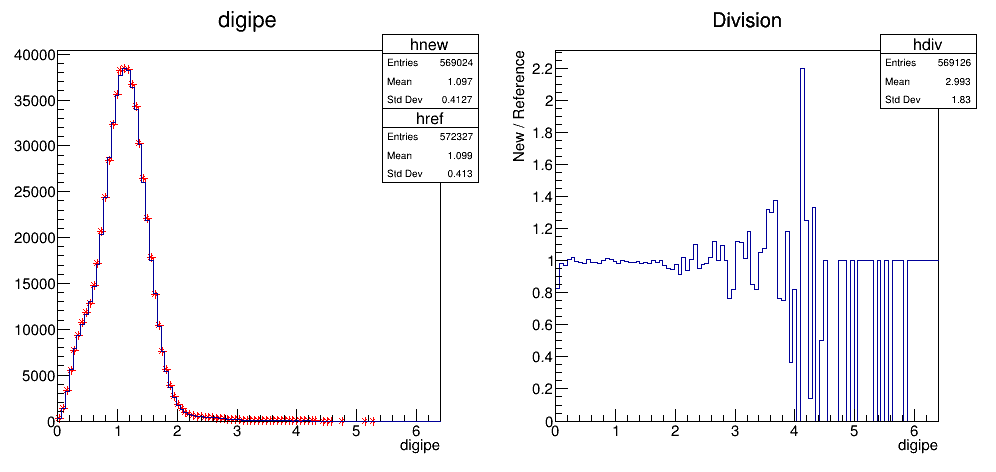 digipe
hnew
Entries 569024
Mean 1.097
Std Dev 0.4127
href
Entries 572327
Mean 1.099
Std Dev 0.413
40000
35000
30000
25000
20000
15000
10000
5000
0
0 1 2 3 4 5 6
digipe
Division
hdiv
Entries 569126
Mean 2.993
Std Dev 1.83
New / Reference
2.2
2
1.8
1.6
1.4
1.2
1
0.8
0.6
0.4
0.2
0
0 1 2 3 4 5 6
digipe